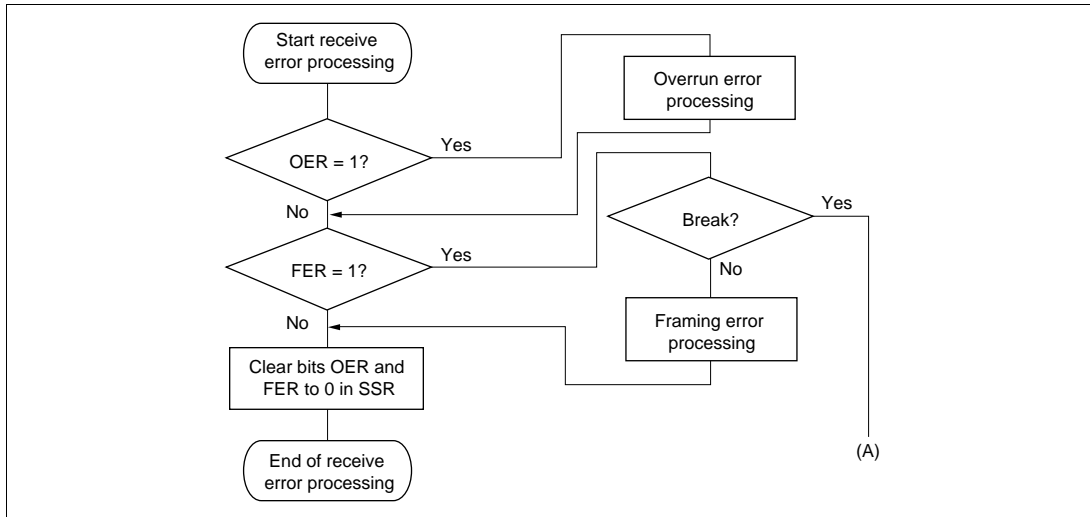 Start receive
error processing
Overrun error
processing
OER = 1?
Yes
No
Break?
Yes
FER = 1?
Yes
No
No
Framing error
processing
Clear bits OER and
FER to 0 in SSR
End of receive
error processing
(A)